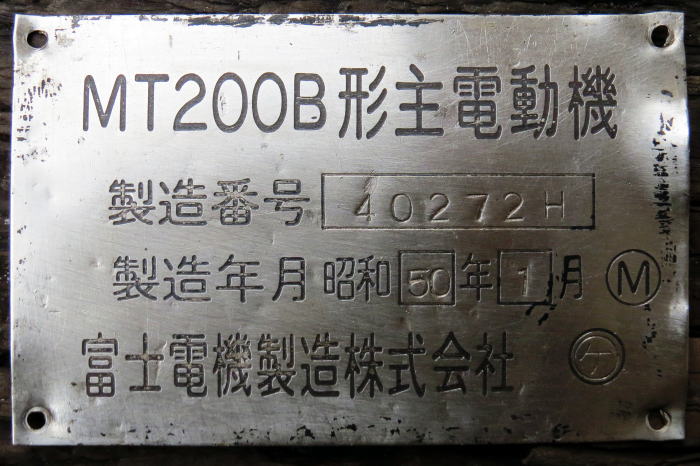 MT200B形主電動機
製造番号 40272H
製造年月 昭和50年1月 Ⓜ
富士電機製造株式会社 ㋘